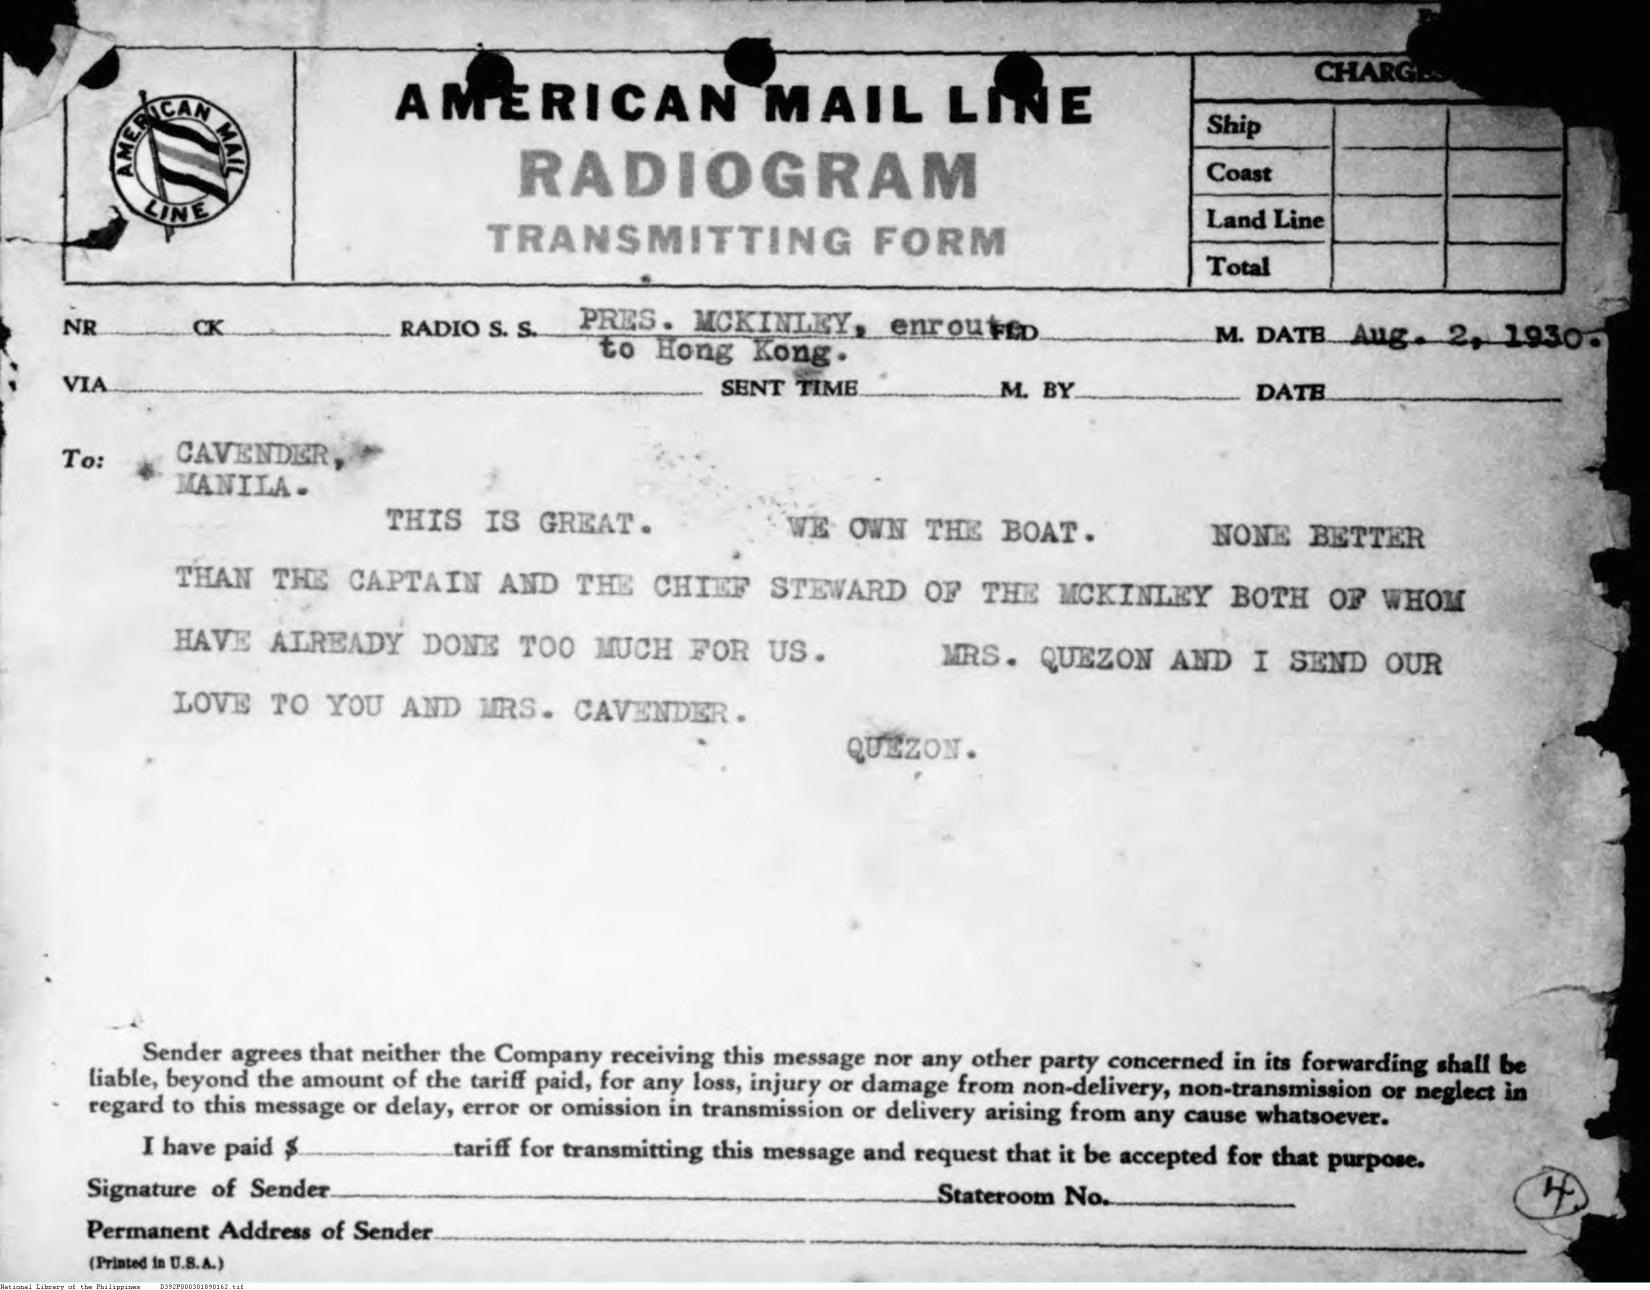 AMERICAN MAIL LINE
AMERICAN MAIL LINE
RADIOGRAM
TRANSMITTING FORM
CHARGES
Ship
Coast
Land Line
Total
NR CK RADIO S. S. PRES. MCKINLEY, enroute FED M. DATE Aug. 2, 1930.
to Hong Kong.
VIA SENT TIME M. BY DATE
To: CAVENDER,
MANILA.
THIS IS GREAT. WE OWN THE BOAT. NONE BETTER
THAN THE CAPTAIN AND THE CHIEF STEWARD OF THE MCKINLEY BOTH OF WHOM
HAVE ALREADY DONE TOO MUCH FOR US. MRS. QUEZON AND I SEND OUR
LOVE TO YOU AND MRS. CAVENDER.
QUEZON.
Sender agrees that neither the Company receiving this message nor any other party concerned in its forwarding shall be
liable, beyond the amount of the tariff paid, for any loss, injury or damage from non-delivery, non-transmission or neglect in
regard to this message or delay, error or omission in transmission or delivery arising from any cause whatsoever.
I have paid $ tariff for transmitting this message and request that it be accepted for that purpose.
Signature of Sender Stateroom No.
4
Permanent Address of Sender
(Printed in U.S.A.)
National Library of the Philippines D392P000301890162.tif